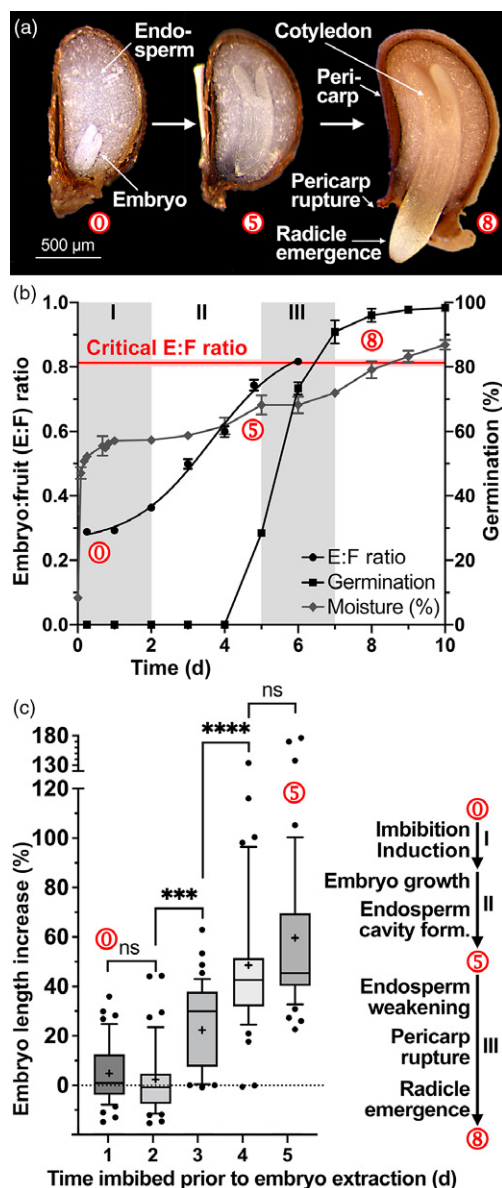 (a)
Endo-
sperm
Embryo
500 µm
Cotyledon
Peri-
carp
Pericarp
rupture
Radicle
emergence
0
5
8
(b)
Embryo:fruit (E:F) ratio
1.0
0.8
0.6
0.4
0.2
0.0
I
II
III
Critical E:F ratio
0
5
8
E:F ratio
Germination
Moisture (%)
100
80
60
40
20
0
Germination (%)
0
2
4
6
8
10
Time (d)
(c)
Embryo length increase (%)
180
130
100
80
60
40
20
0
-20
0
ns
***
****
ns
5
1
2
3
4
5
Time imbibed prior to embryo extraction (d)
0
Imbibition
Induction
I
Embryo growth
Endosperm
cavity form.
II
5
Endosperm
weakening
Pericarp
rupture
Radicle
emergence
III
8